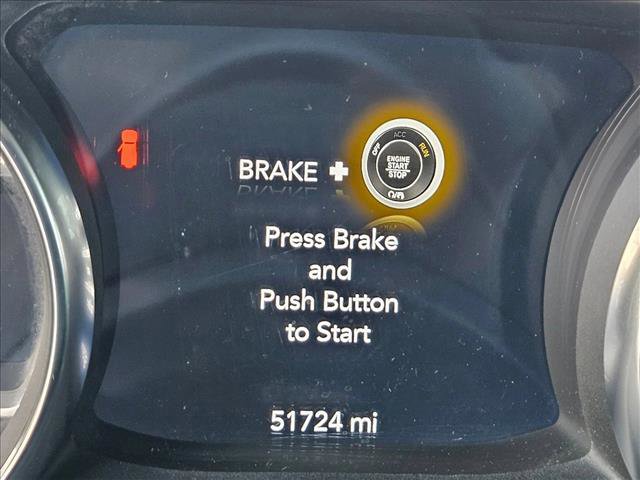 OFF ACC RUN
ENGINE
START
STOP
BRAKE +
Press Brake
and
Push Button
to Start
51724 mi